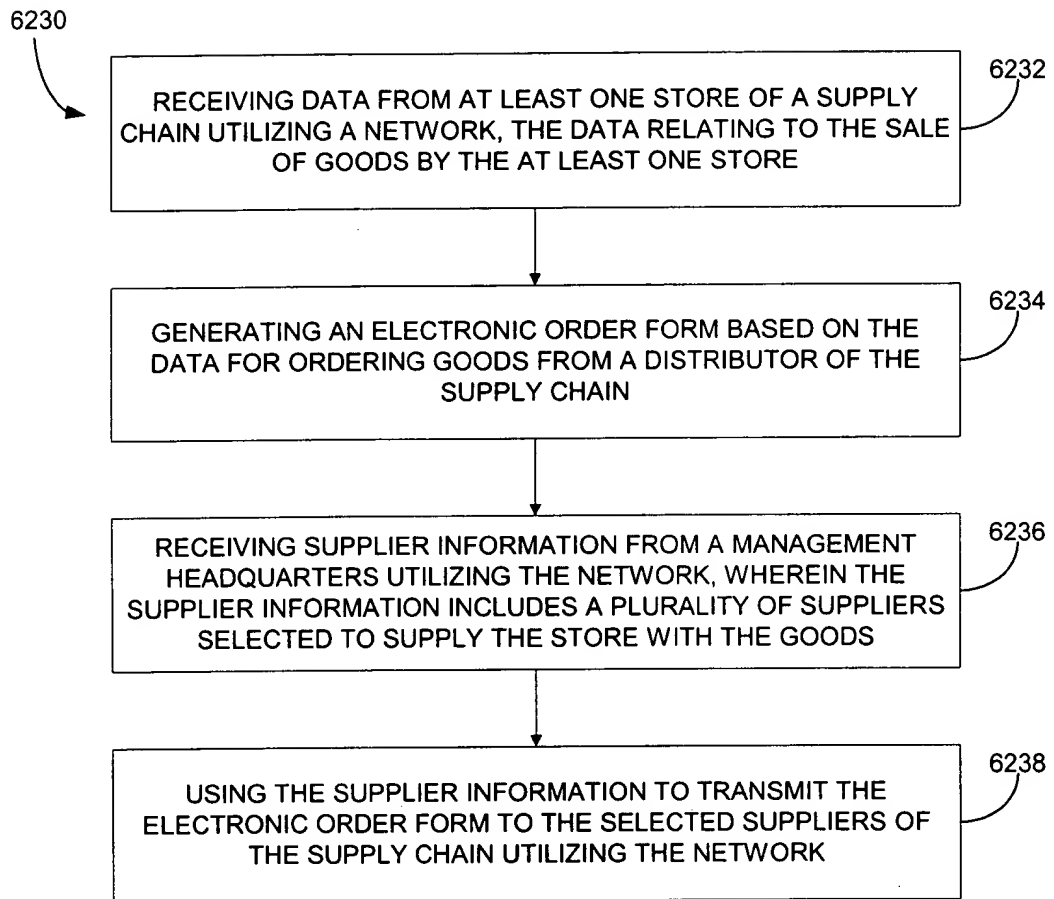 6230
6232
RECEIVING DATA FROM AT LEAST ONE STORE OF A SUPPLY
CHAIN UTILIZING A NETWORK, THE DATA RELATING TO THE SALE
OF GOODS BY THE AT LEAST ONE STORE
6234
GENERATING AN ELECTRONIC ORDER FORM BASED ON THE
DATA FOR ORDERING GOODS FROM A DISTRIBUTOR OF THE
SUPPLY CHAIN
6236
RECEIVING SUPPLIER INFORMATION FROM A MANAGEMENT
HEADQUARTERS UTILIZING THE NETWORK, WHEREIN THE
SUPPLIER INFORMATION INCLUDES A PLURALITY OF SUPPLIERS
SELECTED TO SUPPLY THE STORE WITH THE GOODS
6238
USING THE SUPPLIER INFORMATION TO TRANSMIT THE
ELECTRONIC ORDER FORM TO THE SELECTED SUPPLIERS OF
THE SUPPLY CHAIN UTILIZING THE NETWORK